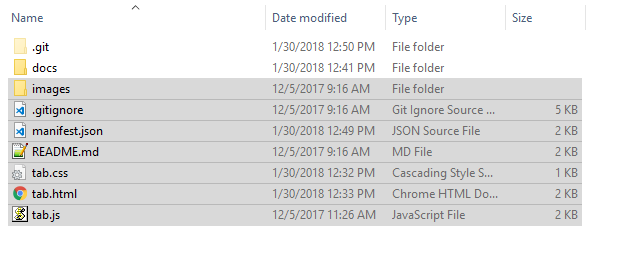 Name Date modified Type Size
.git 1/30/2018 12:50 PM File folder
docs 1/30/2018 12:41 PM File folder
images 12/5/2017 9:16 AM File folder
.gitignore 12/5/2017 9:16 AM Git Ignore Source ... 5 KB
manifest.json 1/30/2018 12:49 PM JSON Source File 2 KB
README.md 12/5/2017 9:16 AM MD File 2 KB
tab.css 1/30/2018 12:32 PM Cascading Style S... 1 KB
tab.html 1/30/2018 12:33 PM Chrome HTML Do... 2 KB
tab.js 12/5/2017 11:26 AM JavaScript File 2 KB